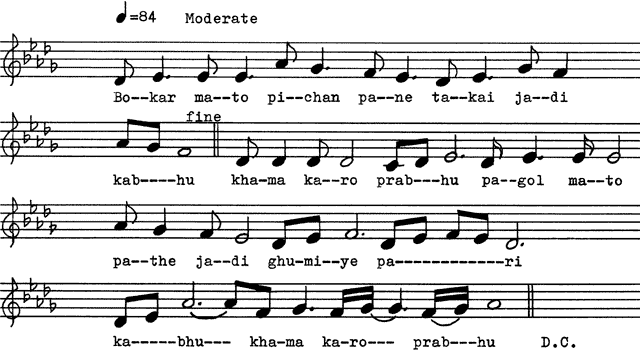 ♩=84 Moderate
Bo--kar ma--to pi--chan pa--ne ta--kai ja--di
fine
kab----hu kha-ma ka--ro prab--hu pa--gol ma--to
pa--the ja--di ghu-mi--ye pa------------ri
ka-----bhu--- kha-ma ka-ro--- prab---hu D.C.